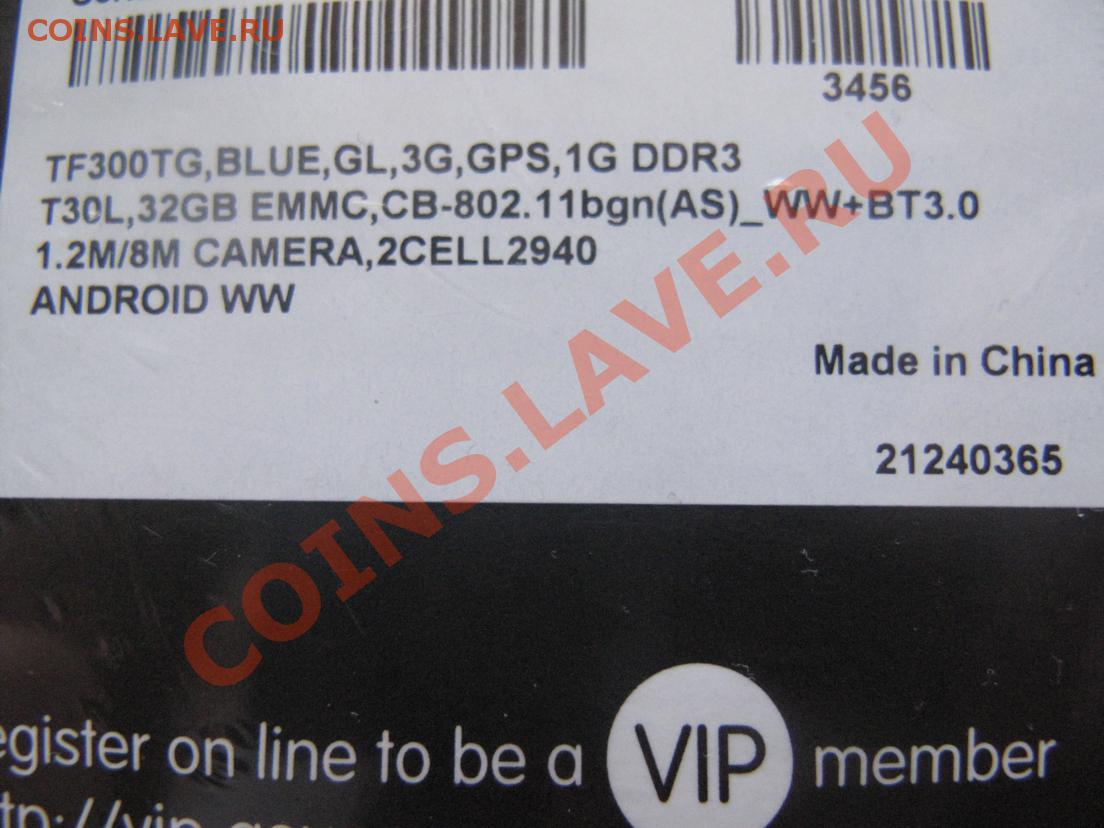 COINS.LAVE.RU
3456
TF300TG,BLUE,GL,3G,GPS,1G DDR3
T30L,32GB EMMC,CB-802.11bgn(AS)_WW+BT3.0
1.2M/8M CAMERA,2CELL2940
ANDROID WW
Made in China
21240365
COINS.LAVE.RU
egister on line to be a VIP member